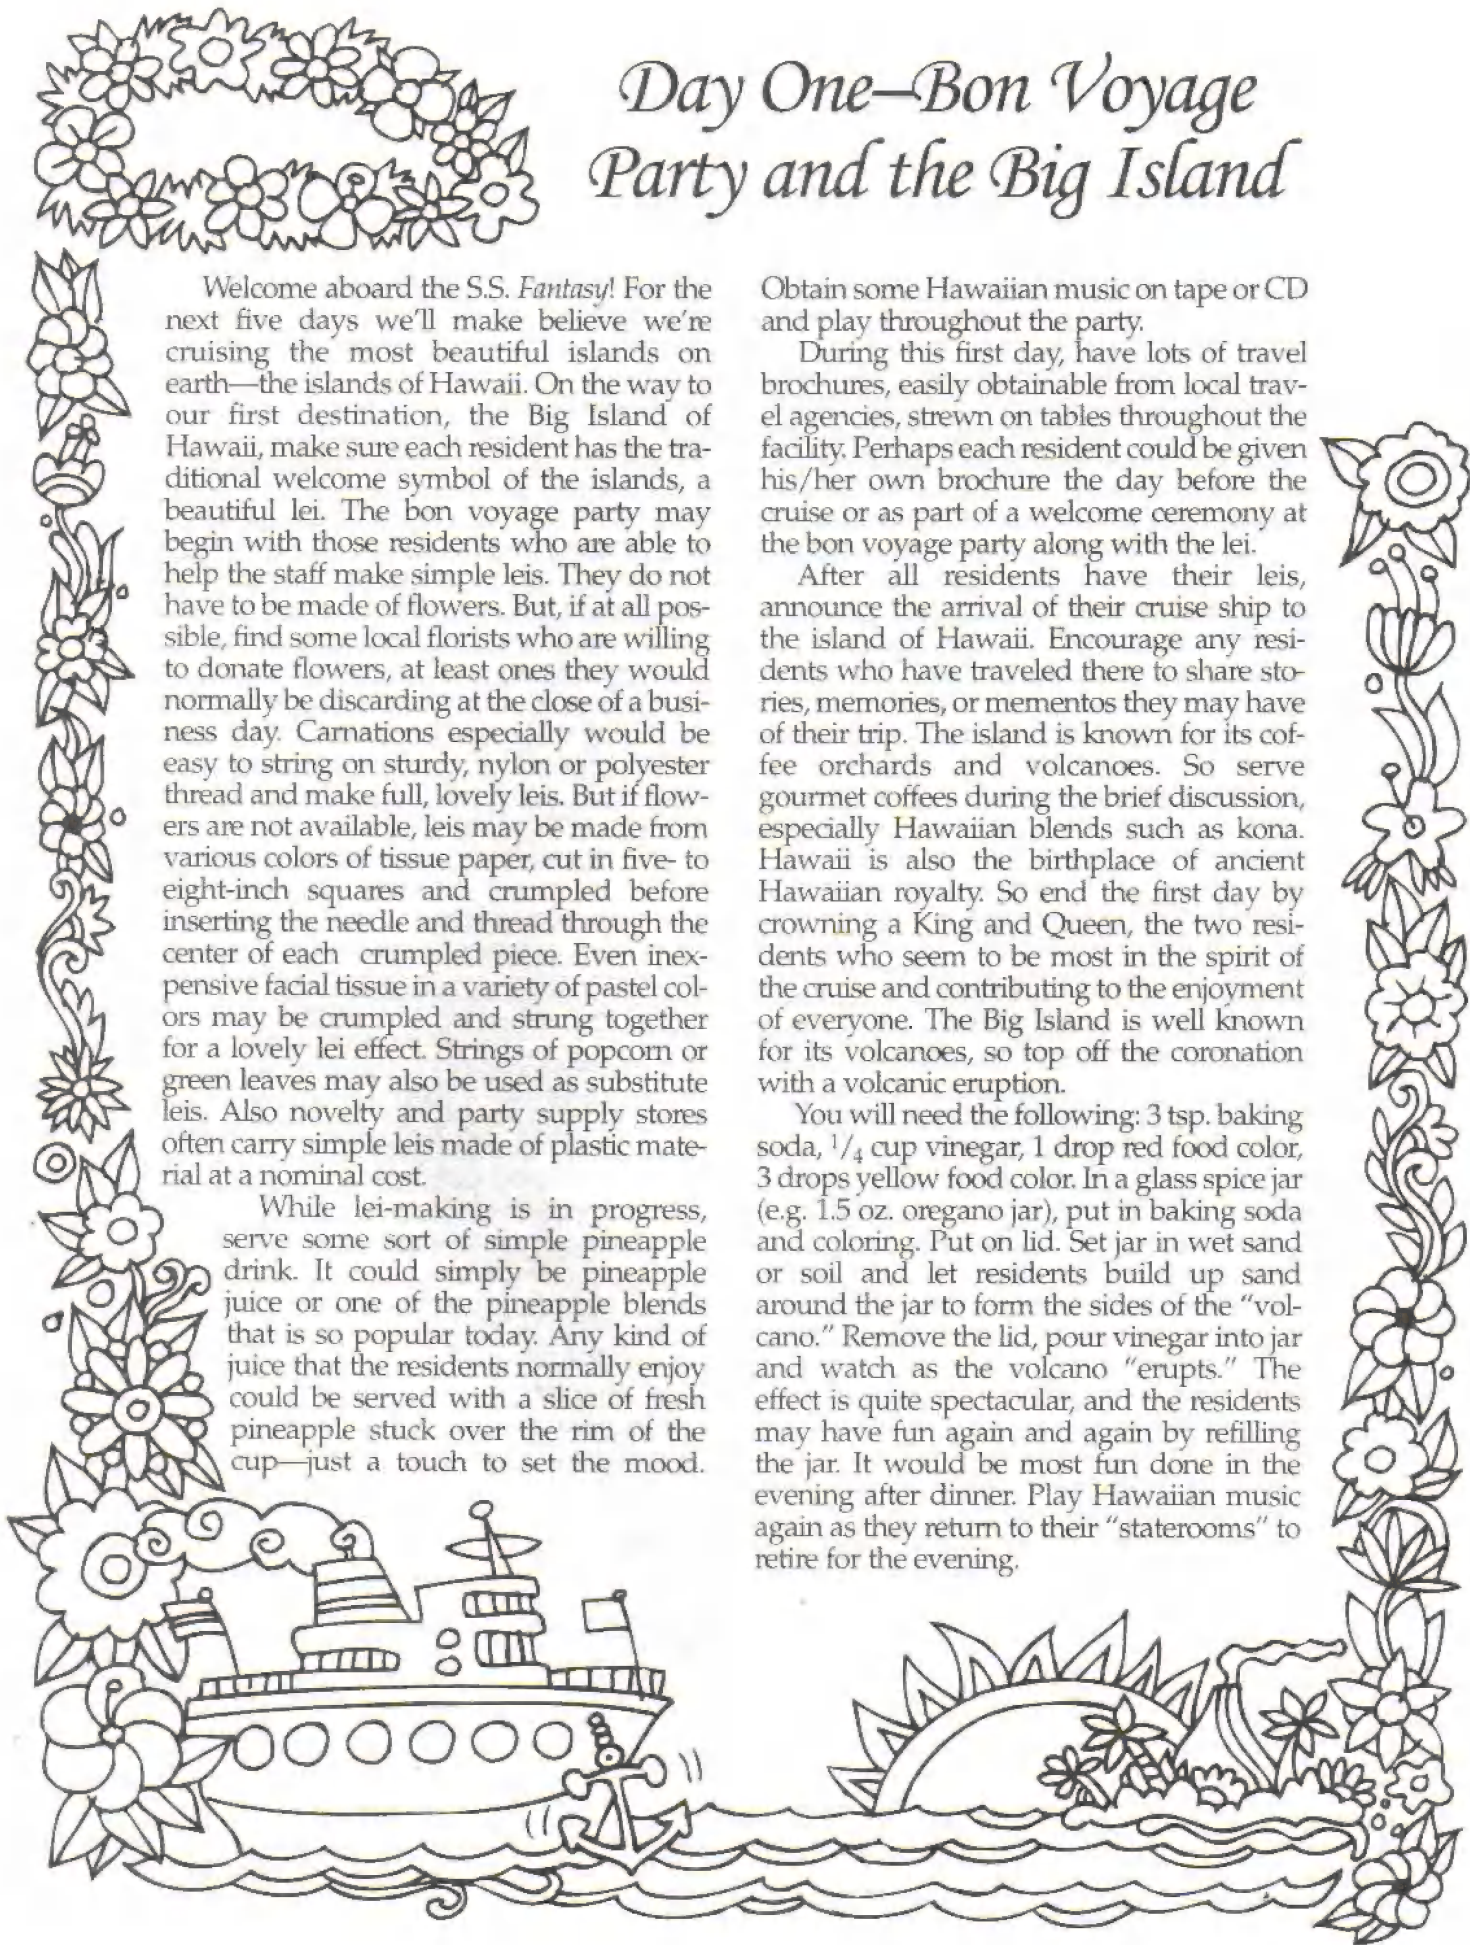 Day One–Bon Voyage
Party and the Big Island
Welcome aboard the S.S. Fantasy! For the
next five days we'll make believe we're
cruising the most beautiful islands on
earth—the islands of Hawaii. On the way to
our first destination, the Big Island of
Hawaii, make sure each resident has the tra-
ditional welcome symbol of the islands, a
beautiful lei. The bon voyage party may
begin with those residents who are able to
help the staff make simple leis. They do not
have to be made of flowers. But, if at all pos-
sible, find some local florists who are willing
to donate flowers, at least ones they would
normally be discarding at the close of a busi-
ness day. Carnations especially would be
easy to string on sturdy, nylon or polyester
thread and make full, lovely leis. But if flow-
ers are not available, leis may be made from
various colors of tissue paper, cut in five- to
eight-inch squares and crumpled before
inserting the needle and thread through the
center of each crumpled piece. Even inex-
pensive facial tissue in a variety of pastel col-
ors may be crumpled and strung together
for a lovely lei effect. Strings of popcorn or
green leaves may also be used as substitute
leis. Also novelty and party supply stores
often carry simple leis made of plastic mate-
rial at a nominal cost.
While lei-making is in progress,
serve some sort of simple pineapple
drink. It could simply be pineapple
juice or one of the pineapple blends
that is so popular today. Any kind of
juice that the residents normally enjoy
could be served with a slice of fresh
pineapple stuck over the rim of the
cup—just a touch to set the mood.
Obtain some Hawaiian music on tape or CD
and play throughout the party.
During this first day, have lots of travel
brochures, easily obtainable from local trav-
el agencies, strewn on tables throughout the
facility. Perhaps each resident could be given
his/her own brochure the day before the
cruise or as part of a welcome ceremony at
the bon voyage party along with the lei.
After all residents have their leis,
announce the arrival of their cruise ship to
the island of Hawaii. Encourage any resi-
dents who have traveled there to share sto-
ries, memories, or mementos they may have
of their trip. The island is known for its cof-
fee orchards and volcanoes. So serve
gourmet coffees during the brief discussion,
especially Hawaiian blends such as kona.
Hawaii is also the birthplace of ancient
Hawaiian royalty. So end the first day by
crowning a King and Queen, the two resi-
dents who seem to be most in the spirit of
the cruise and contributing to the enjoyment
of everyone. The Big Island is well known
for its volcanoes, so top off the coronation
with a volcanic eruption.
You will need the following: 3 tsp. baking
soda, 1/4 cup vinegar, 1 drop red food color,
3 drops yellow food color. In a glass spice jar
(e.g. 1.5 oz. oregano jar), put in baking soda
and coloring. Put on lid. Set jar in wet sand
or soil and let residents build up sand
around the jar to form the sides of the "vol-
cano." Remove the lid, pour vinegar into jar
and watch as the volcano "erupts." The
effect is quite spectacular, and the residents
may have fun again and again by refilling
the jar. It would be most fun done in the
evening after dinner. Play Hawaiian music
again as they return to their "staterooms" to
retire for the evening.